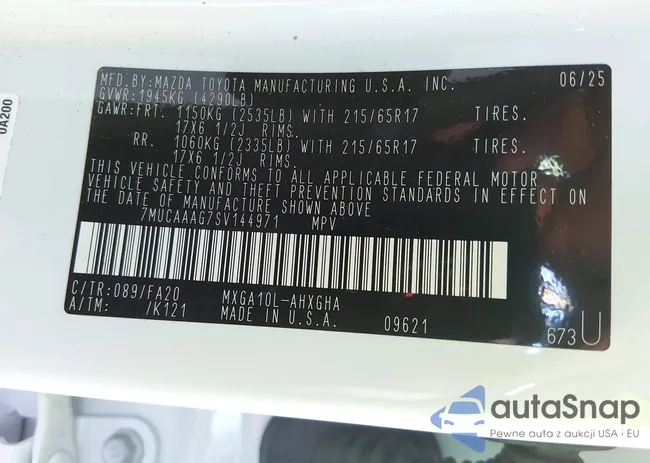 0A200
MFD.BY:MAZDA TOYOTA MANUFACTURING U.S.A. INC. 06/25
GVWR:1945KG (4290LB)
GAWR:FRT. 1150KG (2535LB) WITH 215/65R17 TIRES.
17X6 1/2J RIMS.
RR. 1060KG (2335LB) WITH 215/65R17 TIRES.
17X6 1/2J RIMS.
THIS VEHICLE CONFORMS TO ALL APPLICABLE FEDERAL MOTOR
VEHICLE SAFETY AND THEFT PREVENTION STANDARDS IN EFFECT ON
THE DATE OF MANUFACTURE SHOWN ABOVE
7MUCAAAG7SV144971 MPV
C/TR:089/FA20 MXGA10L-AHXGHA
A/TM: /K121 MADE IN U.S.A. 09621 673U
autaSnap
Pewne auta z aukcji USA i EU